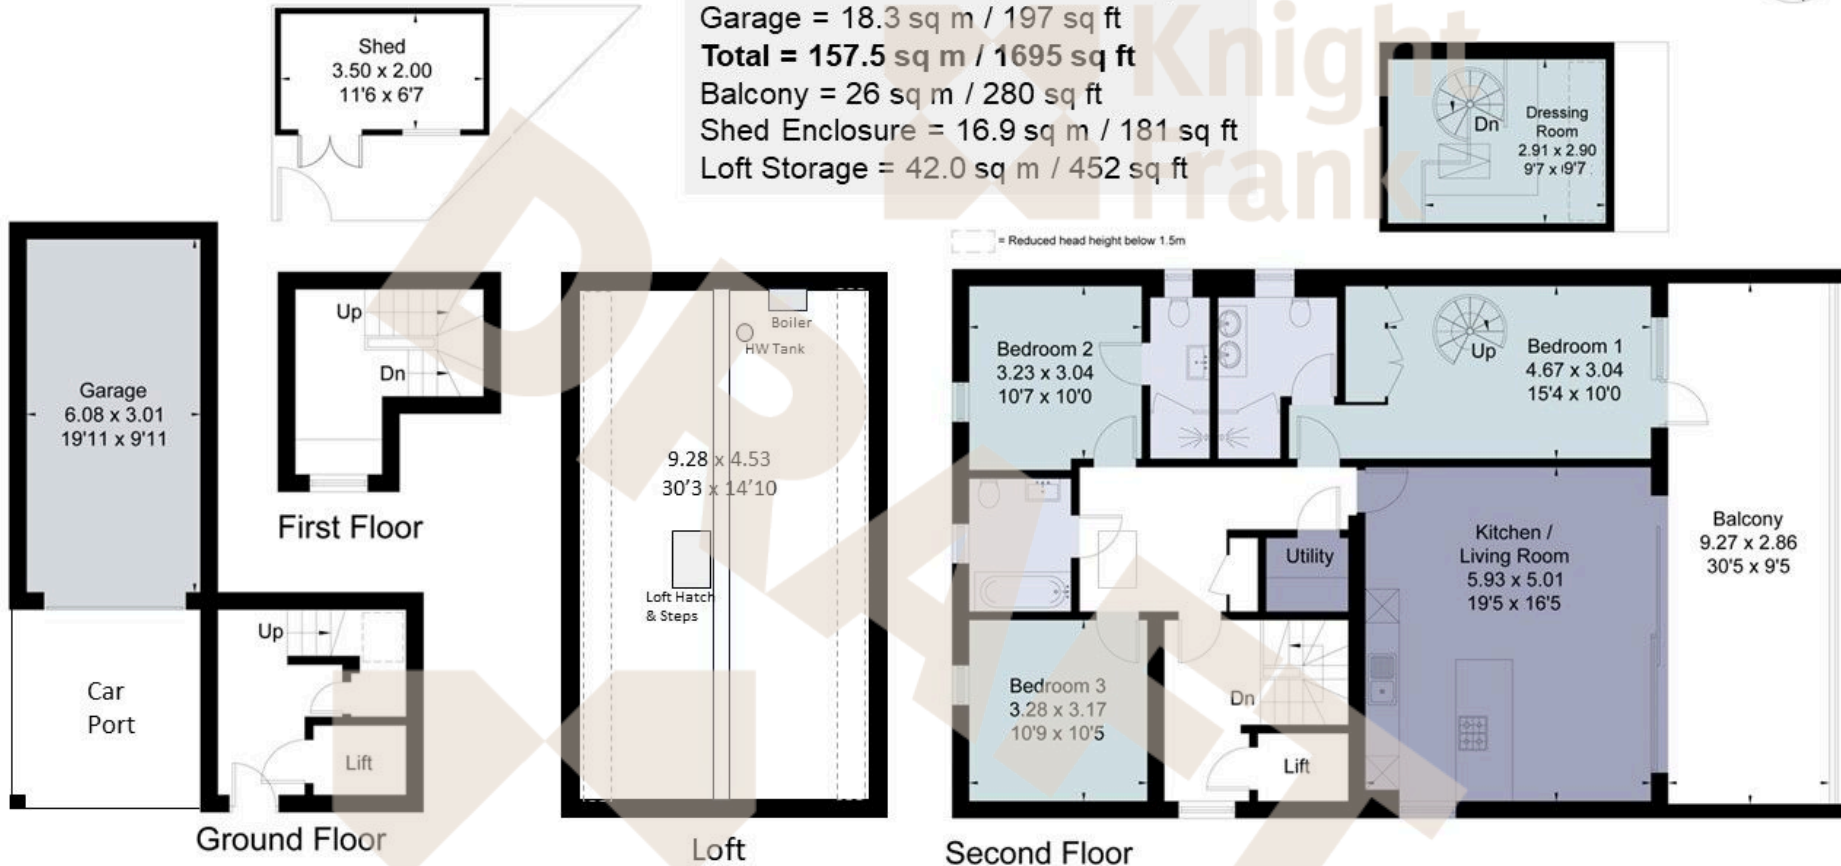 Garage = 18.3 sq m / 197 sq ft
Total = 157.5 sq m / 1695 sq ft
Balcony = 26 sq m / 280 sq ft
Shed Enclosure = 16.9 sq m / 181 sq ft
Loft Storage = 42.0 sq m / 452 sq ft
Knight
Frank
Shed
3.50 x 2.00
11'6 x 6'7
Dn
Dressing
Room
2.91 x 2.90
9'7 x 9'7
= Reduced head height below 1.5m
Garage
6.08 x 3.01
19'11 x 9'11
Car
Port
Up
Lift
Ground Floor
Up
Dn
First Floor
Boiler
HW Tank
9.28 x 4.53
30'3 x 14'10
Loft Hatch
& Steps
Loft
Bedroom 2
3.23 x 3.04
10'7 x 10'0
Up
Bedroom 1
4.67 x 3.04
15'4 x 10'0
Utility
Kitchen /
Living Room
5.93 x 5.01
19'5 x 16'5
Balcony
9.27 x 2.86
30'5 x 9'5
Bedroom 3
3.28 x 3.17
10'9 x 10'5
Dn
Lift
Second Floor
DRAFT